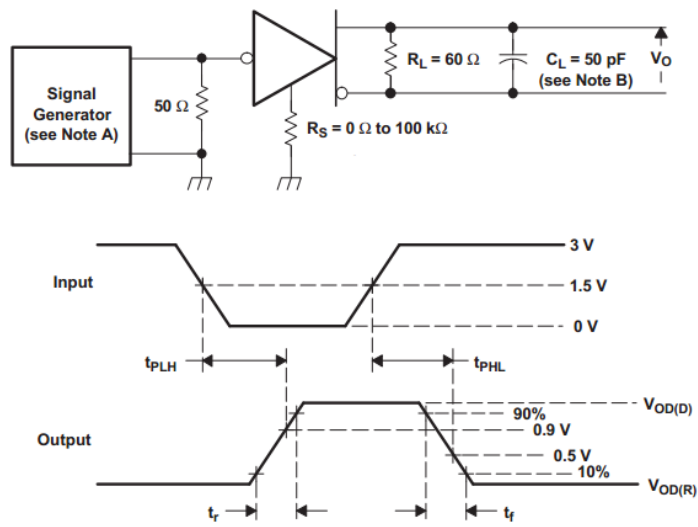 Signal
Generator
(see Note A)
50 Ω
R_S = 0 Ω to 100 kΩ
R_L = 60 Ω
C_L = 50 pF
(see Note B)
V_O
Input
3 V
1.5 V
0 V
t_PLH
t_PHL
Output
V_OD(D)
90%
0.9 V
0.5 V
10%
V_OD(R)
t_r
t_f